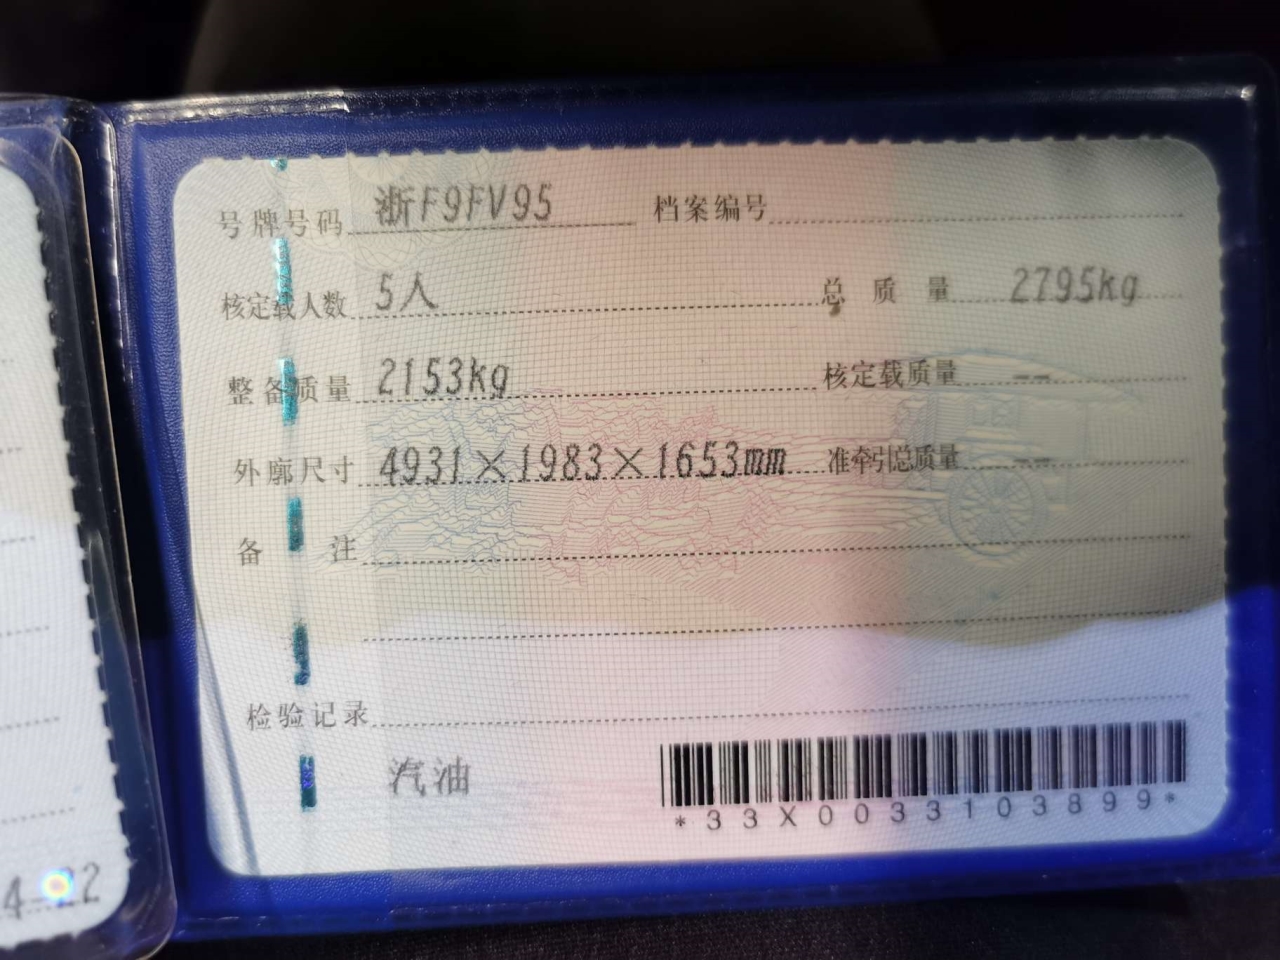 号牌号码 浙F9FV95 档案编号
核定载人数 5人 总质量 2795kg
整备质量 2153kg 核定载质量 --
外廓尺寸 4931×1983×1653mm 准牵引总质量 --
备注
检验记录
汽油
*33X0033103899*
4-22